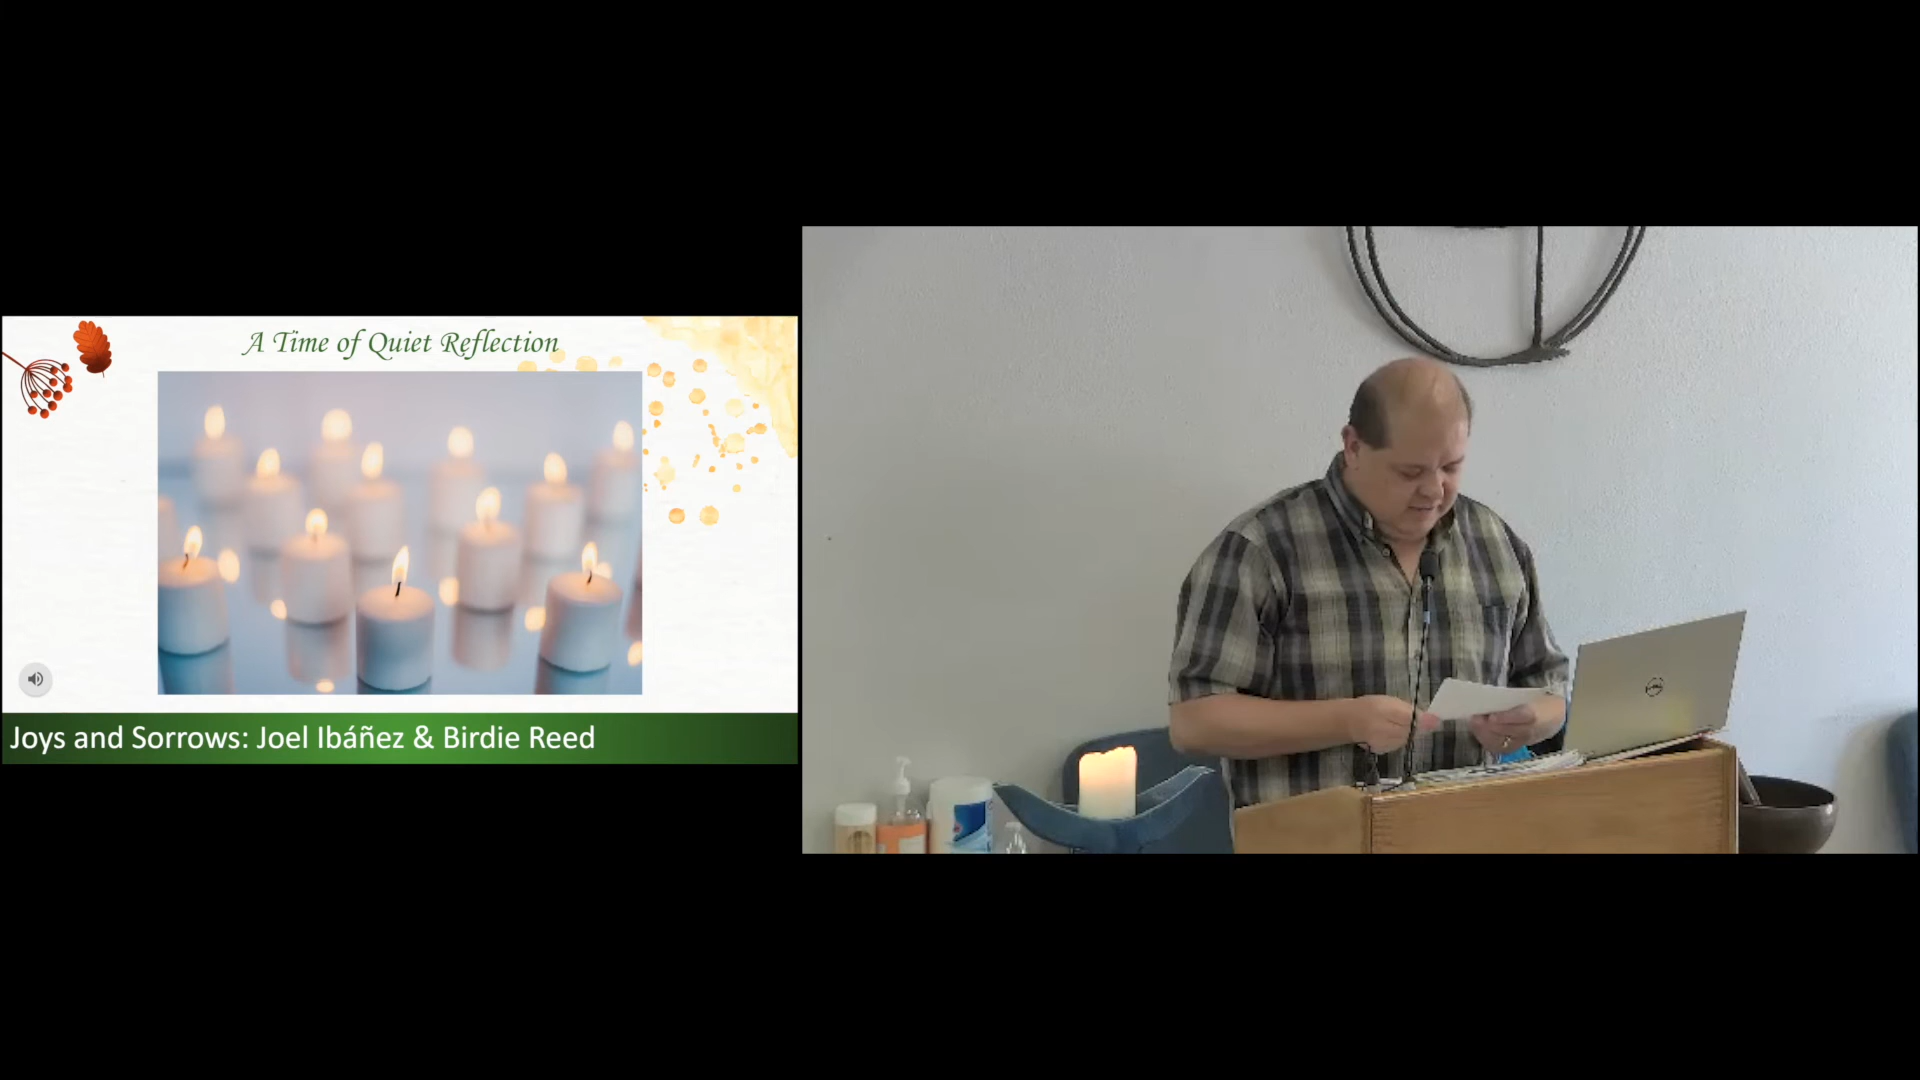 A Time of Quiet Reflection
Joys and Sorrows: Joel Ibáñez & Birdie Reed